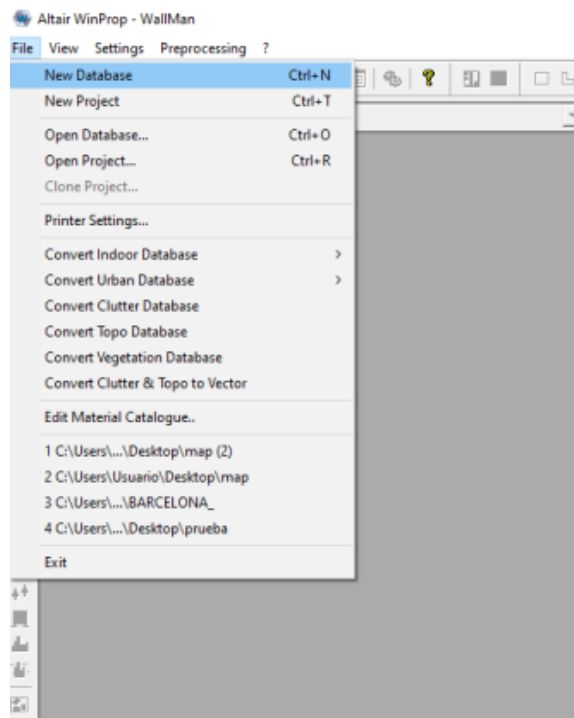 Altair WinProp - WallMan
File View Settings Preprocessing ?
New Database Ctrl+N
New Project Ctrl+T
Open Database... Ctrl+O
Open Project... Ctrl+R
Clone Project...
Printer Settings...
Convert Indoor Database >
Convert Urban Database >
Convert Clutter Database
Convert Topo Database
Convert Vegetation Database
Convert Clutter & Topo to Vector
Edit Material Catalogue..
1 C:\Users\...\Desktop\map (2)
2 C:\Users\Usuario\Desktop\map
3 C:\Users\...\BARCELONA_
4 C:\Users\...\Desktop\prueba
Exit